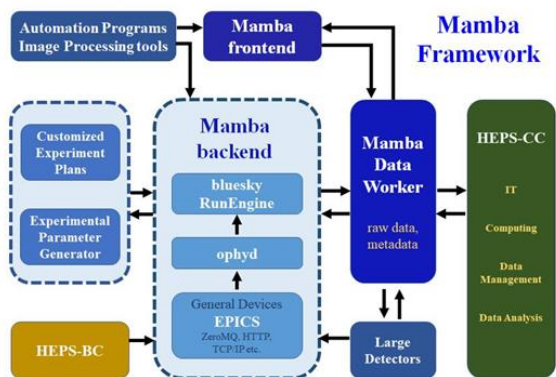 Automation Programs
Image Processing tools
Mamba
frontend
Mamba
Framework
Customized
Experiment
Plans
Experimental
Parameter
Generator
Mamba
backend
bluesky
RunEngine
ophyd
General Devices
EPICS
ZeroMQ, HTTP,
TCP/IP etc.
Mamba
Data
Worker
raw data,
metadata
HEPS-CC
IT
Computing
Data
Management
Data Analysis
HEPS-BC
Large
Detectors